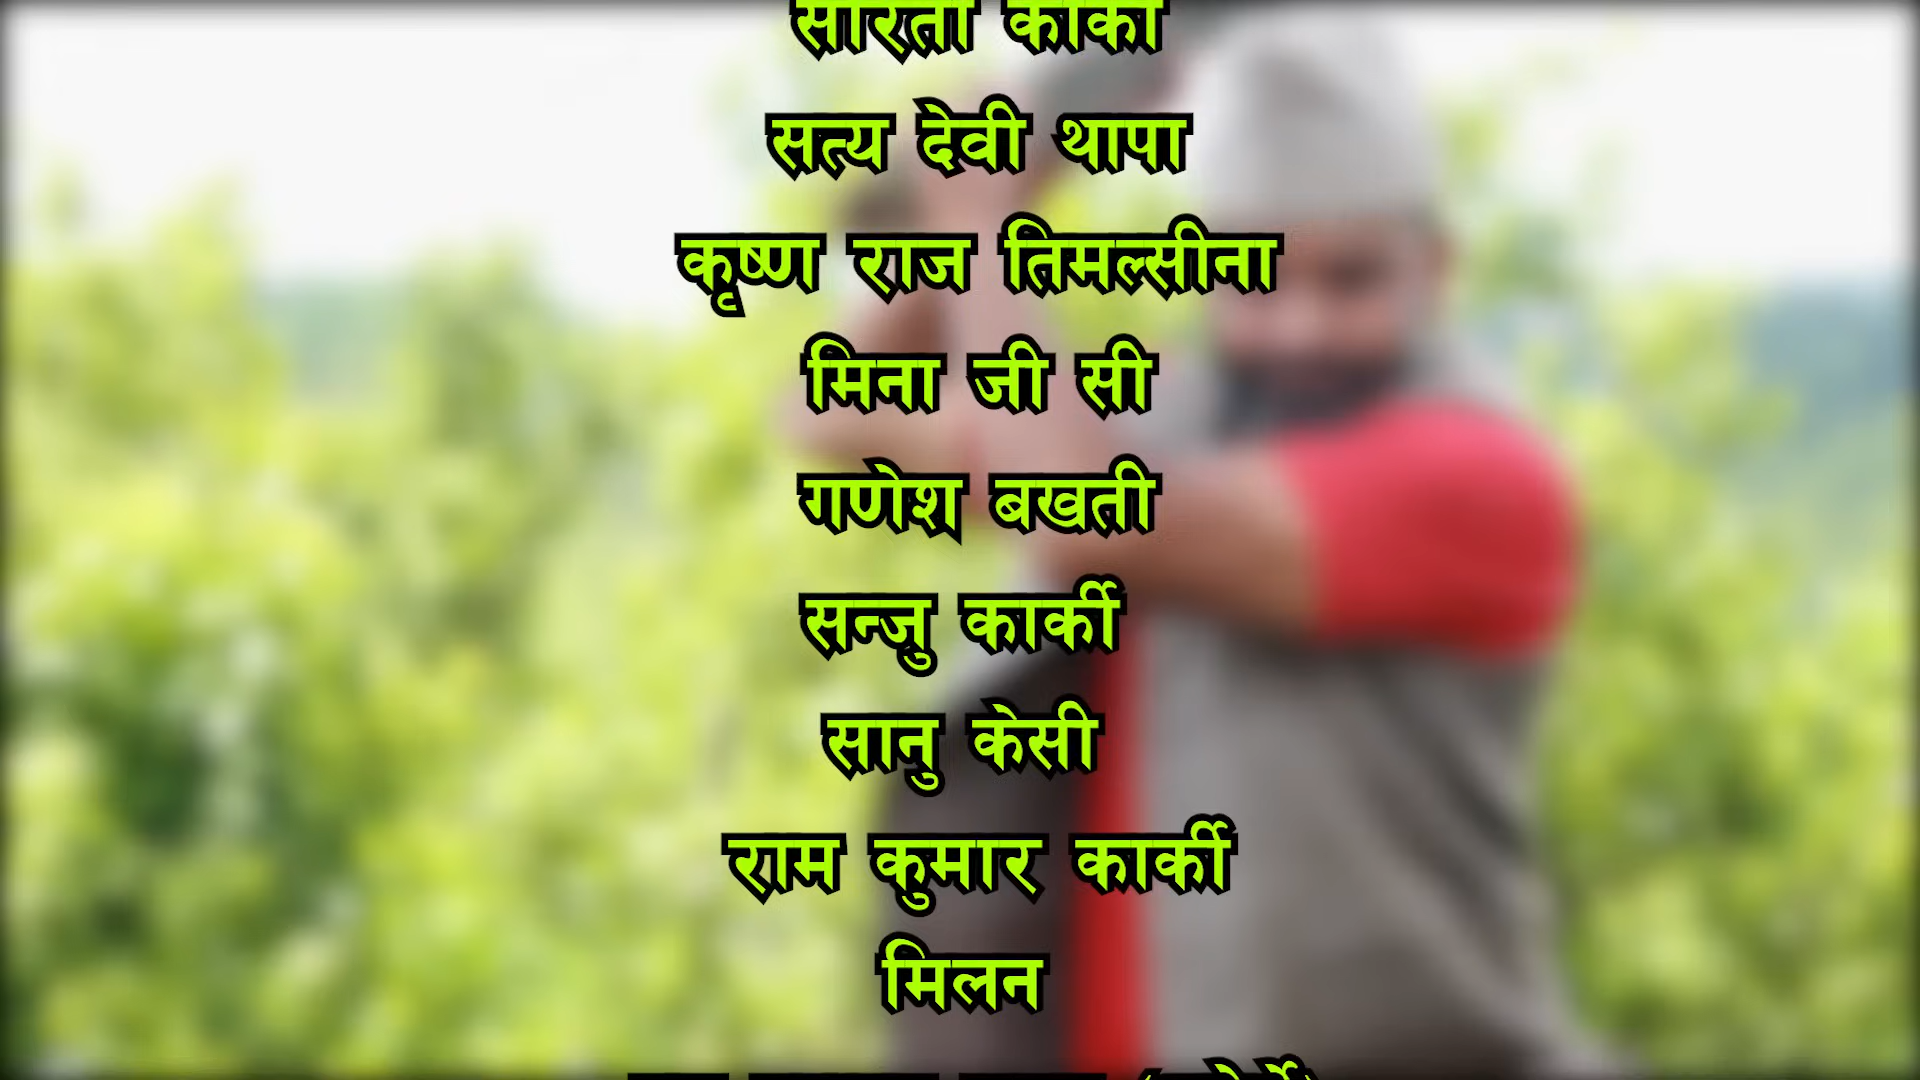 सत्य देवी थापा
कृष्ण राज तिमल्सीना
मिना जी सी
गणेश बखती
सन्जु कार्की
सानु केसी
राम कुमार कार्की
मिलन